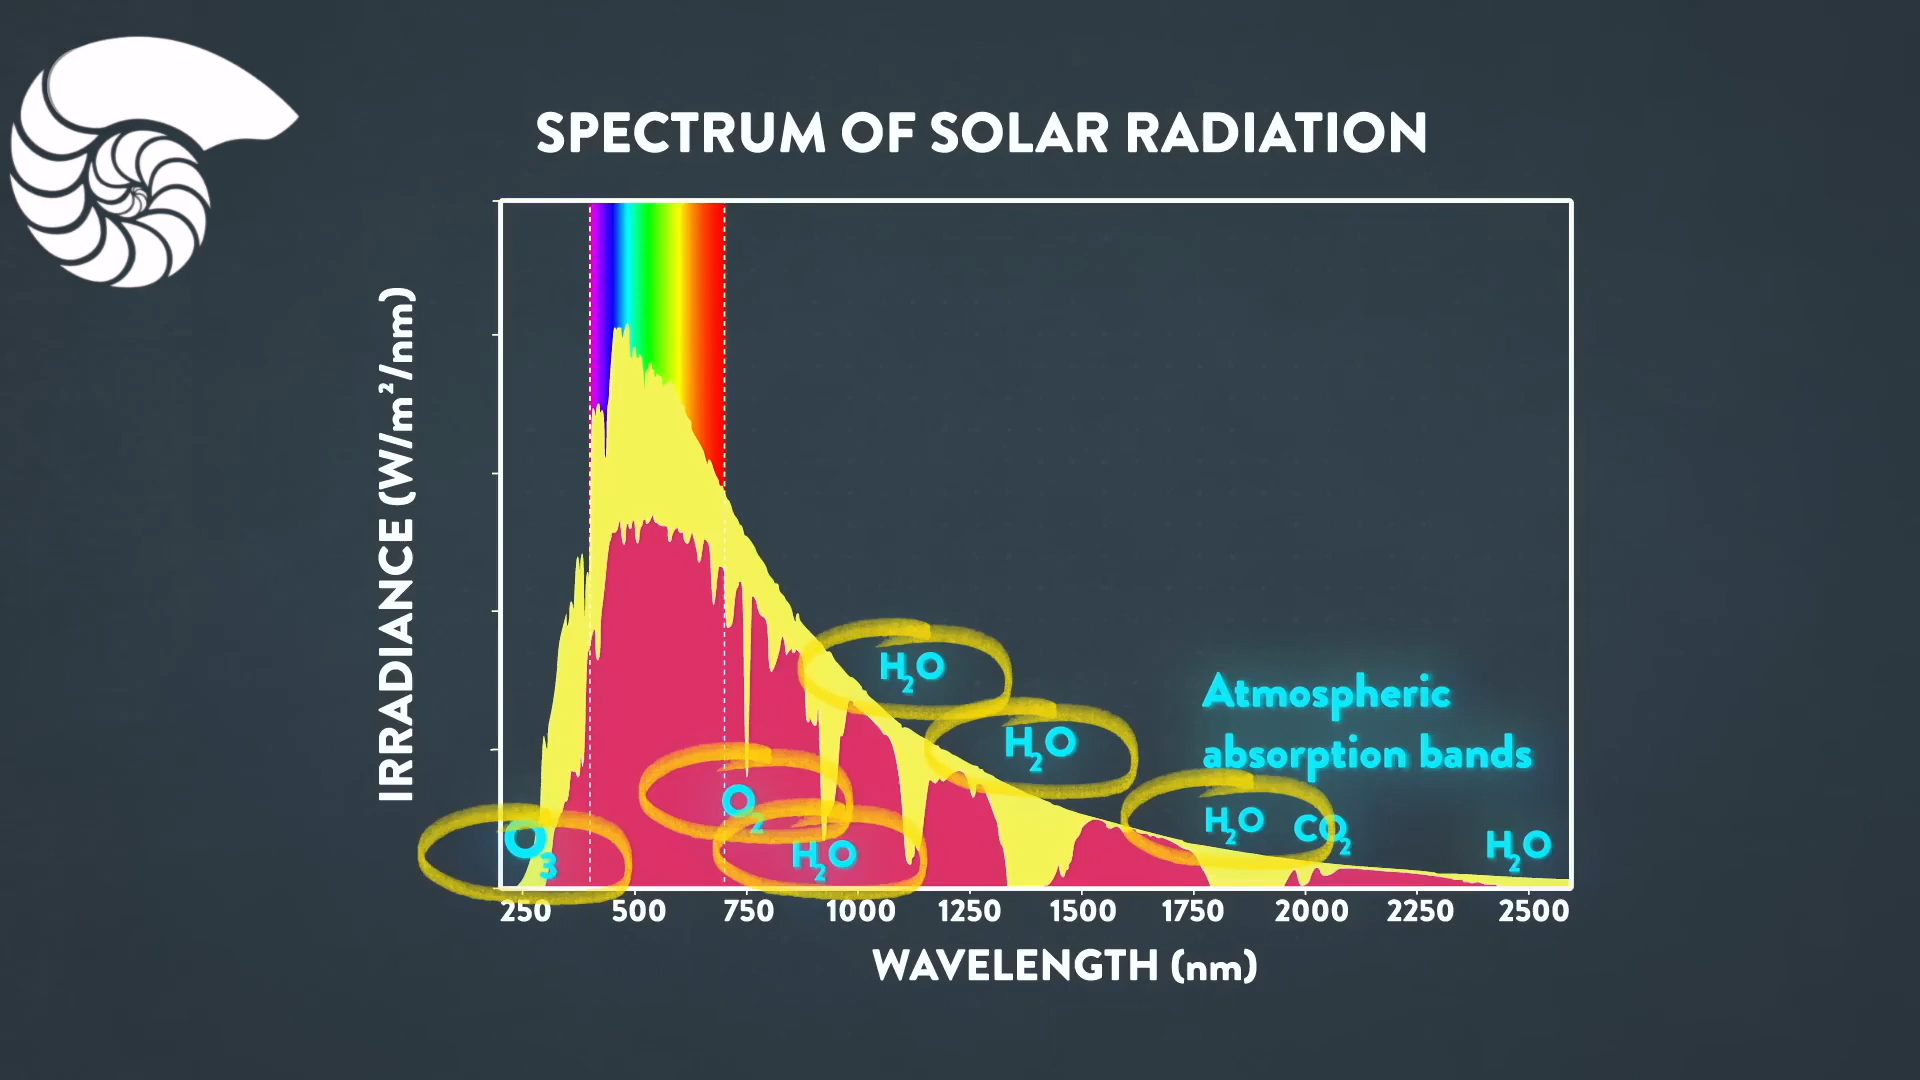 SPECTRUM OF SOLAR RADIATION
IRRADIANCE (W/m²/nm)
H₂O
H₂O
Atmospheric
absorption bands
O₂
H₂O
CO₂
O₃
H₂O
H₂O
250 500 750 1000 1250 1500 1750 2000 2250 2500
WAVELENGTH (nm)